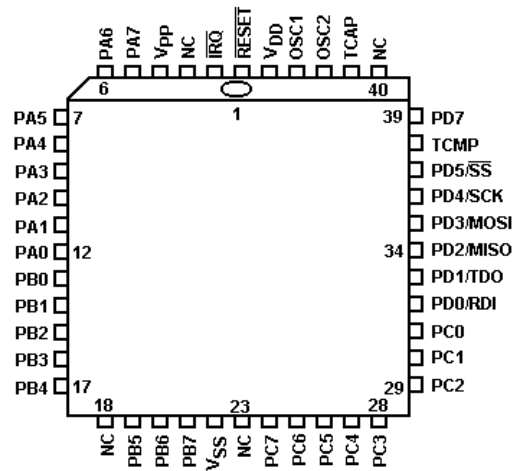 PA6 PA7 VPP NC I̅R̅Q̅ R̅E̅S̅E̅T̅ VDD OSC1 OSC2 TCAP NC
6 40
PA5 7 1 39 PD7
PA4 TCMP
PA3 PD5/S̅S̅
PA2 PD4/SCK
PA1 PD3/MOSI
PA0 12 34 PD2/MISO
PB0 PD1/TDO
PB1 PD0/RDI
PB2 PC0
PB3 PC1
PB4 17 29 PC2
18 23 28
NC PB5 PB6 PB7 VSS NC PC7 PC6 PC5 PC4 PC3